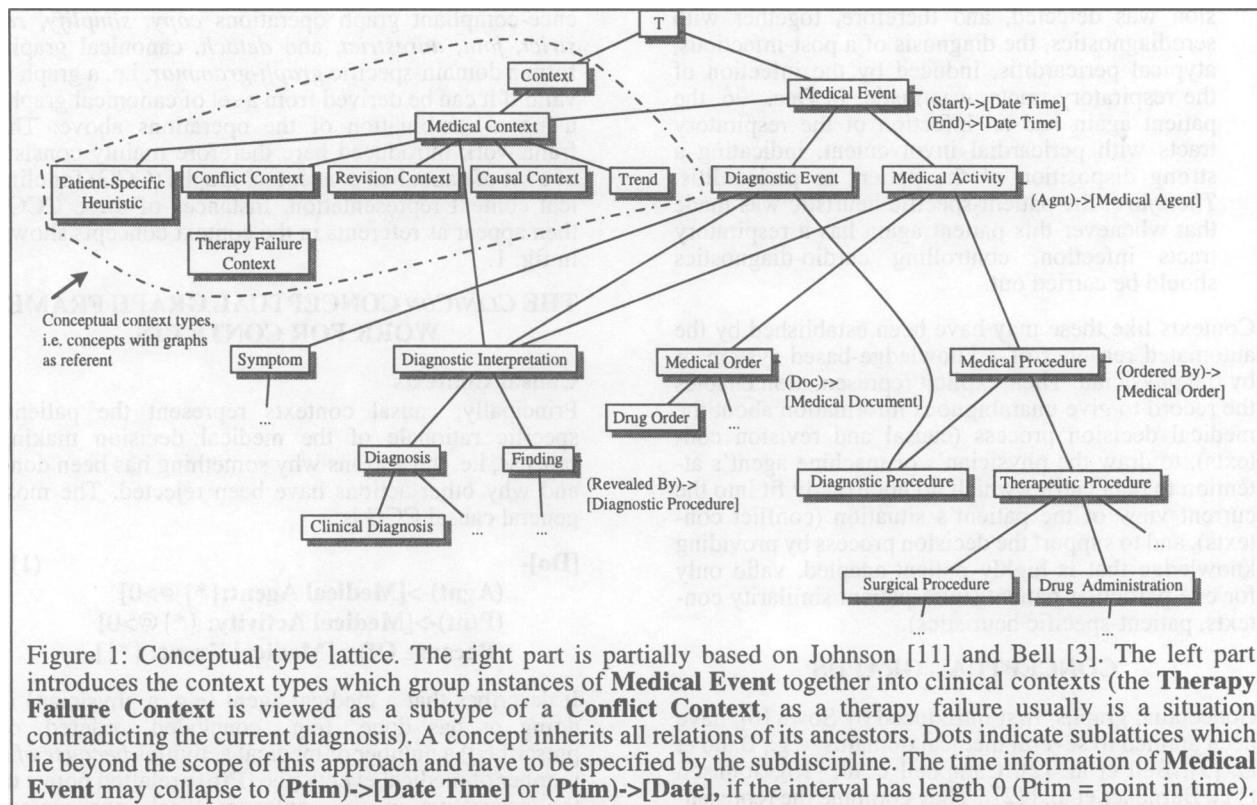 T
Context
Medical Event
(Start)->[Date Time]
(End)->[Date Time]
Medical Context
Patient-Specific
Heuristic
Conflict Context
Revision Context
Causal Context
Trend
Diagnostic Event
Medical Activity
(Agnt)->[Medical Agent]
Therapy Failure
Context
Conceptual context types,
i.e. concepts with graphs
as referent
Symptom
...
Diagnostic Interpretation
Medical Order
(Doc)->
[Medical Document]
Medical Procedure
(Ordered By)->
[Medical Order]
Drug Order
...
Diagnosis
Finding
(Revealed By)->
[Diagnostic Procedure]
Diagnostic Procedure
Therapeutic Procedure
Clinical Diagnosis
...
...
...
...
...
Surgical Procedure
Drug Administration
...
...
Figure 1: Conceptual type lattice. The right part is partially based on Johnson [11] and Bell [3]. The left part
introduces the context types which group instances of Medical Event together into clinical contexts (the Therapy
Failure Context is viewed as a subtype of a Conflict Context, as a therapy failure usually is a situation
contradicting the current diagnosis). A concept inherits all relations of its ancestors. Dots indicate sublattices which
lie beyond the scope of this approach and have to be specified by the subdiscipline. The time information of Medical
Event may collapse to (Ptim)->[Date Time] or (Ptim)->[Date], if the interval has length 0 (Ptim = point in time).